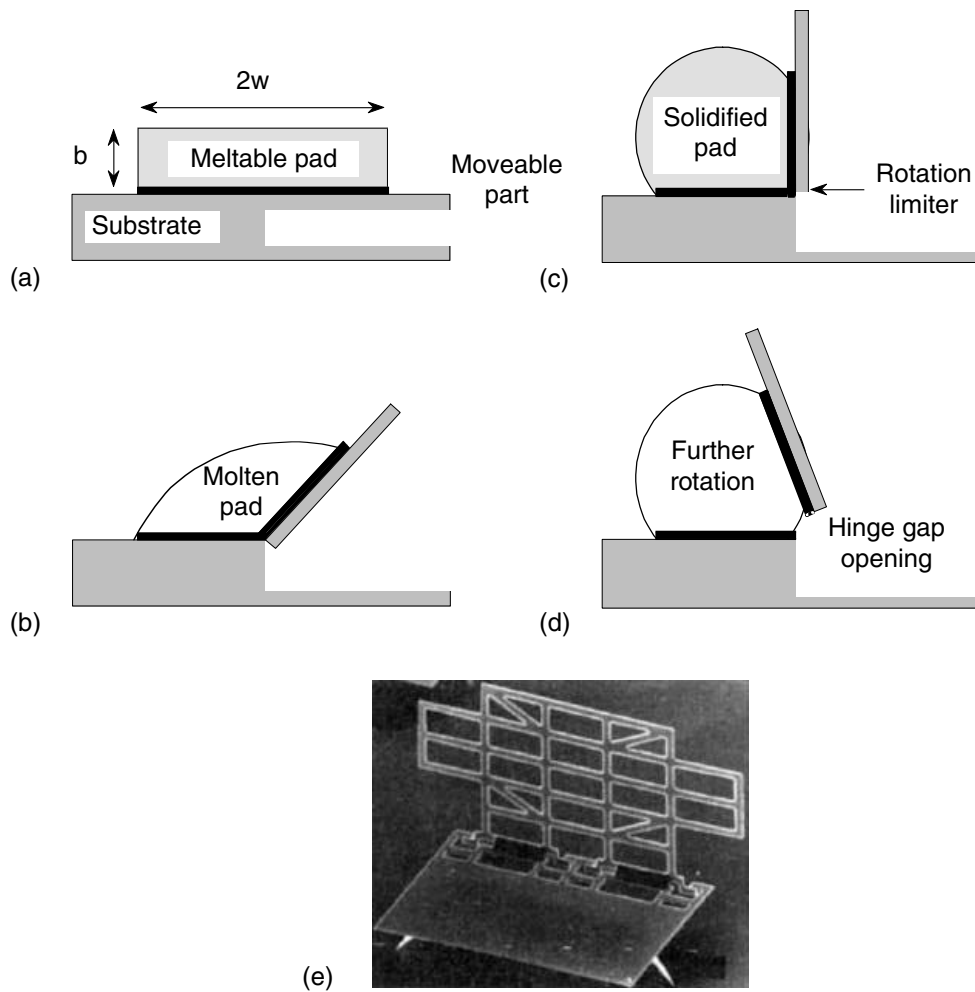 2w
b
Meltable pad
Moveable
part
Substrate
(a)
Solidified
pad
Rotation
limiter
(c)
Molten
pad
(b)
Further
rotation
Hinge gap
opening
(d)
(e)